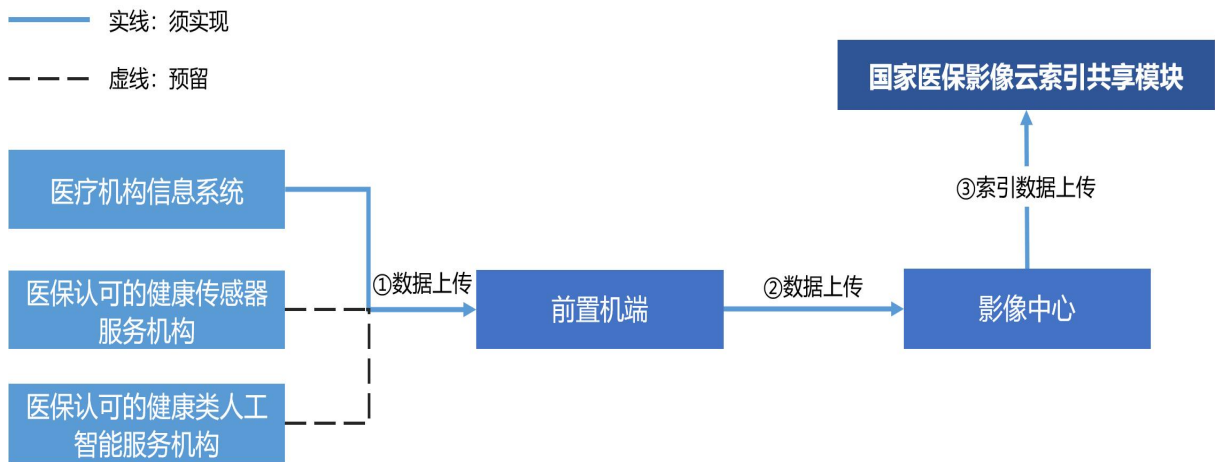 实线：须实现
虚线：预留
国家医保影像云索引共享模块
医疗机构信息系统
③索引数据上传
医保认可的健康传感器
服务机构
①数据上传
前置机端
②数据上传
影像中心
医保认可的健康类人工
智能服务机构